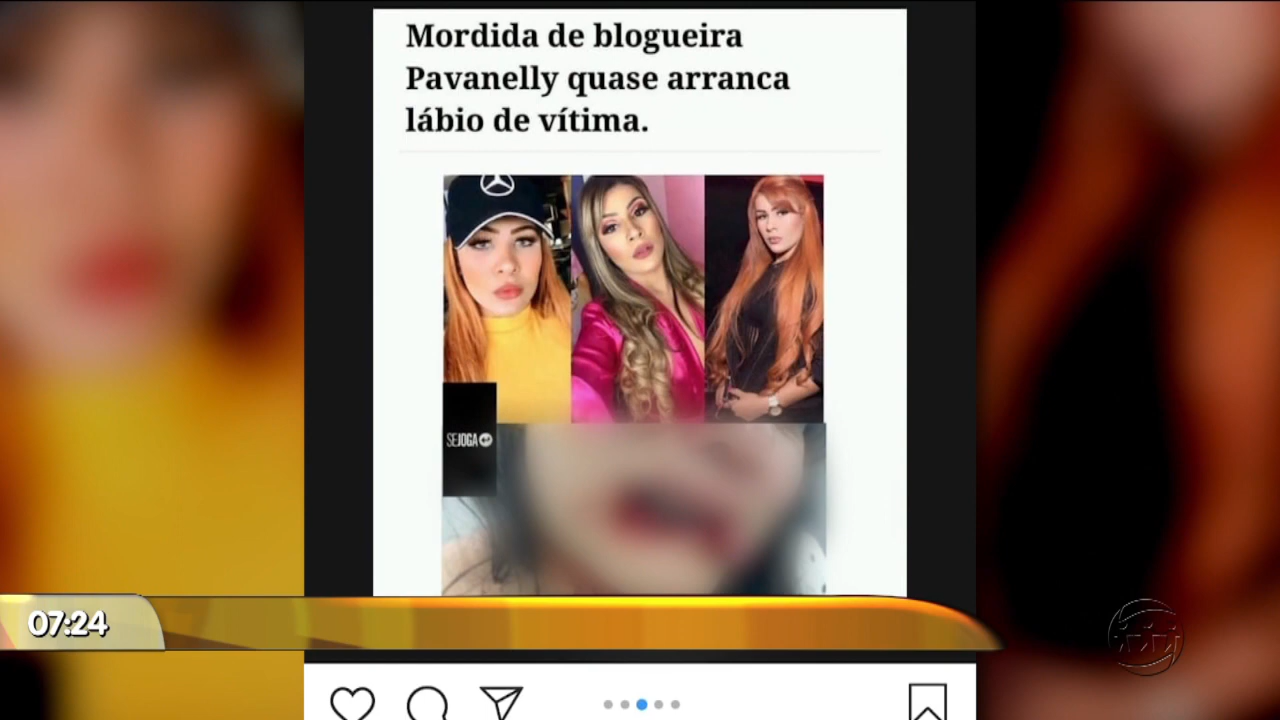 Mordida de blogueira
Pavanelly quase arranca
lábio de vítima.
SEJOGA
07:24